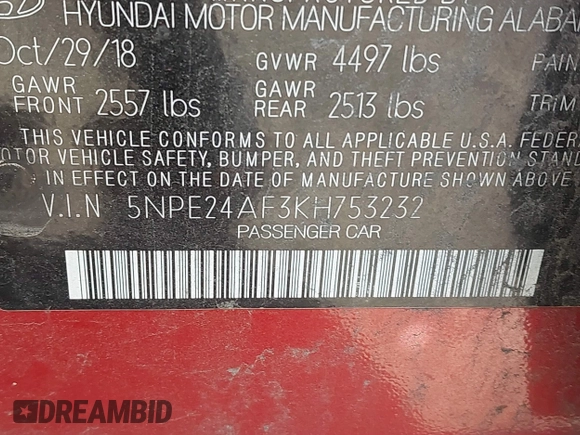 HYUNDAI MOTOR MANUFACTURING ALABA
Oct/29/18 GVWR 4497 lbs PAIN
GAWR FRONT 2557 lbs GAWR REAR 2513 lbs TRIM
THIS VEHICLE CONFORMS TO ALL APPLICABLE U.S.A. FEDER
OTOR VEHICLE SAFETY, BUMPER, AND THEFT PREVENTION STAND
IN EFFECT ON THE DATE OF MANUFACTURE SHOWN ABOVE
V.I.N 5NPE24AF3KH753232
PASSENGER CAR
DREAMBID